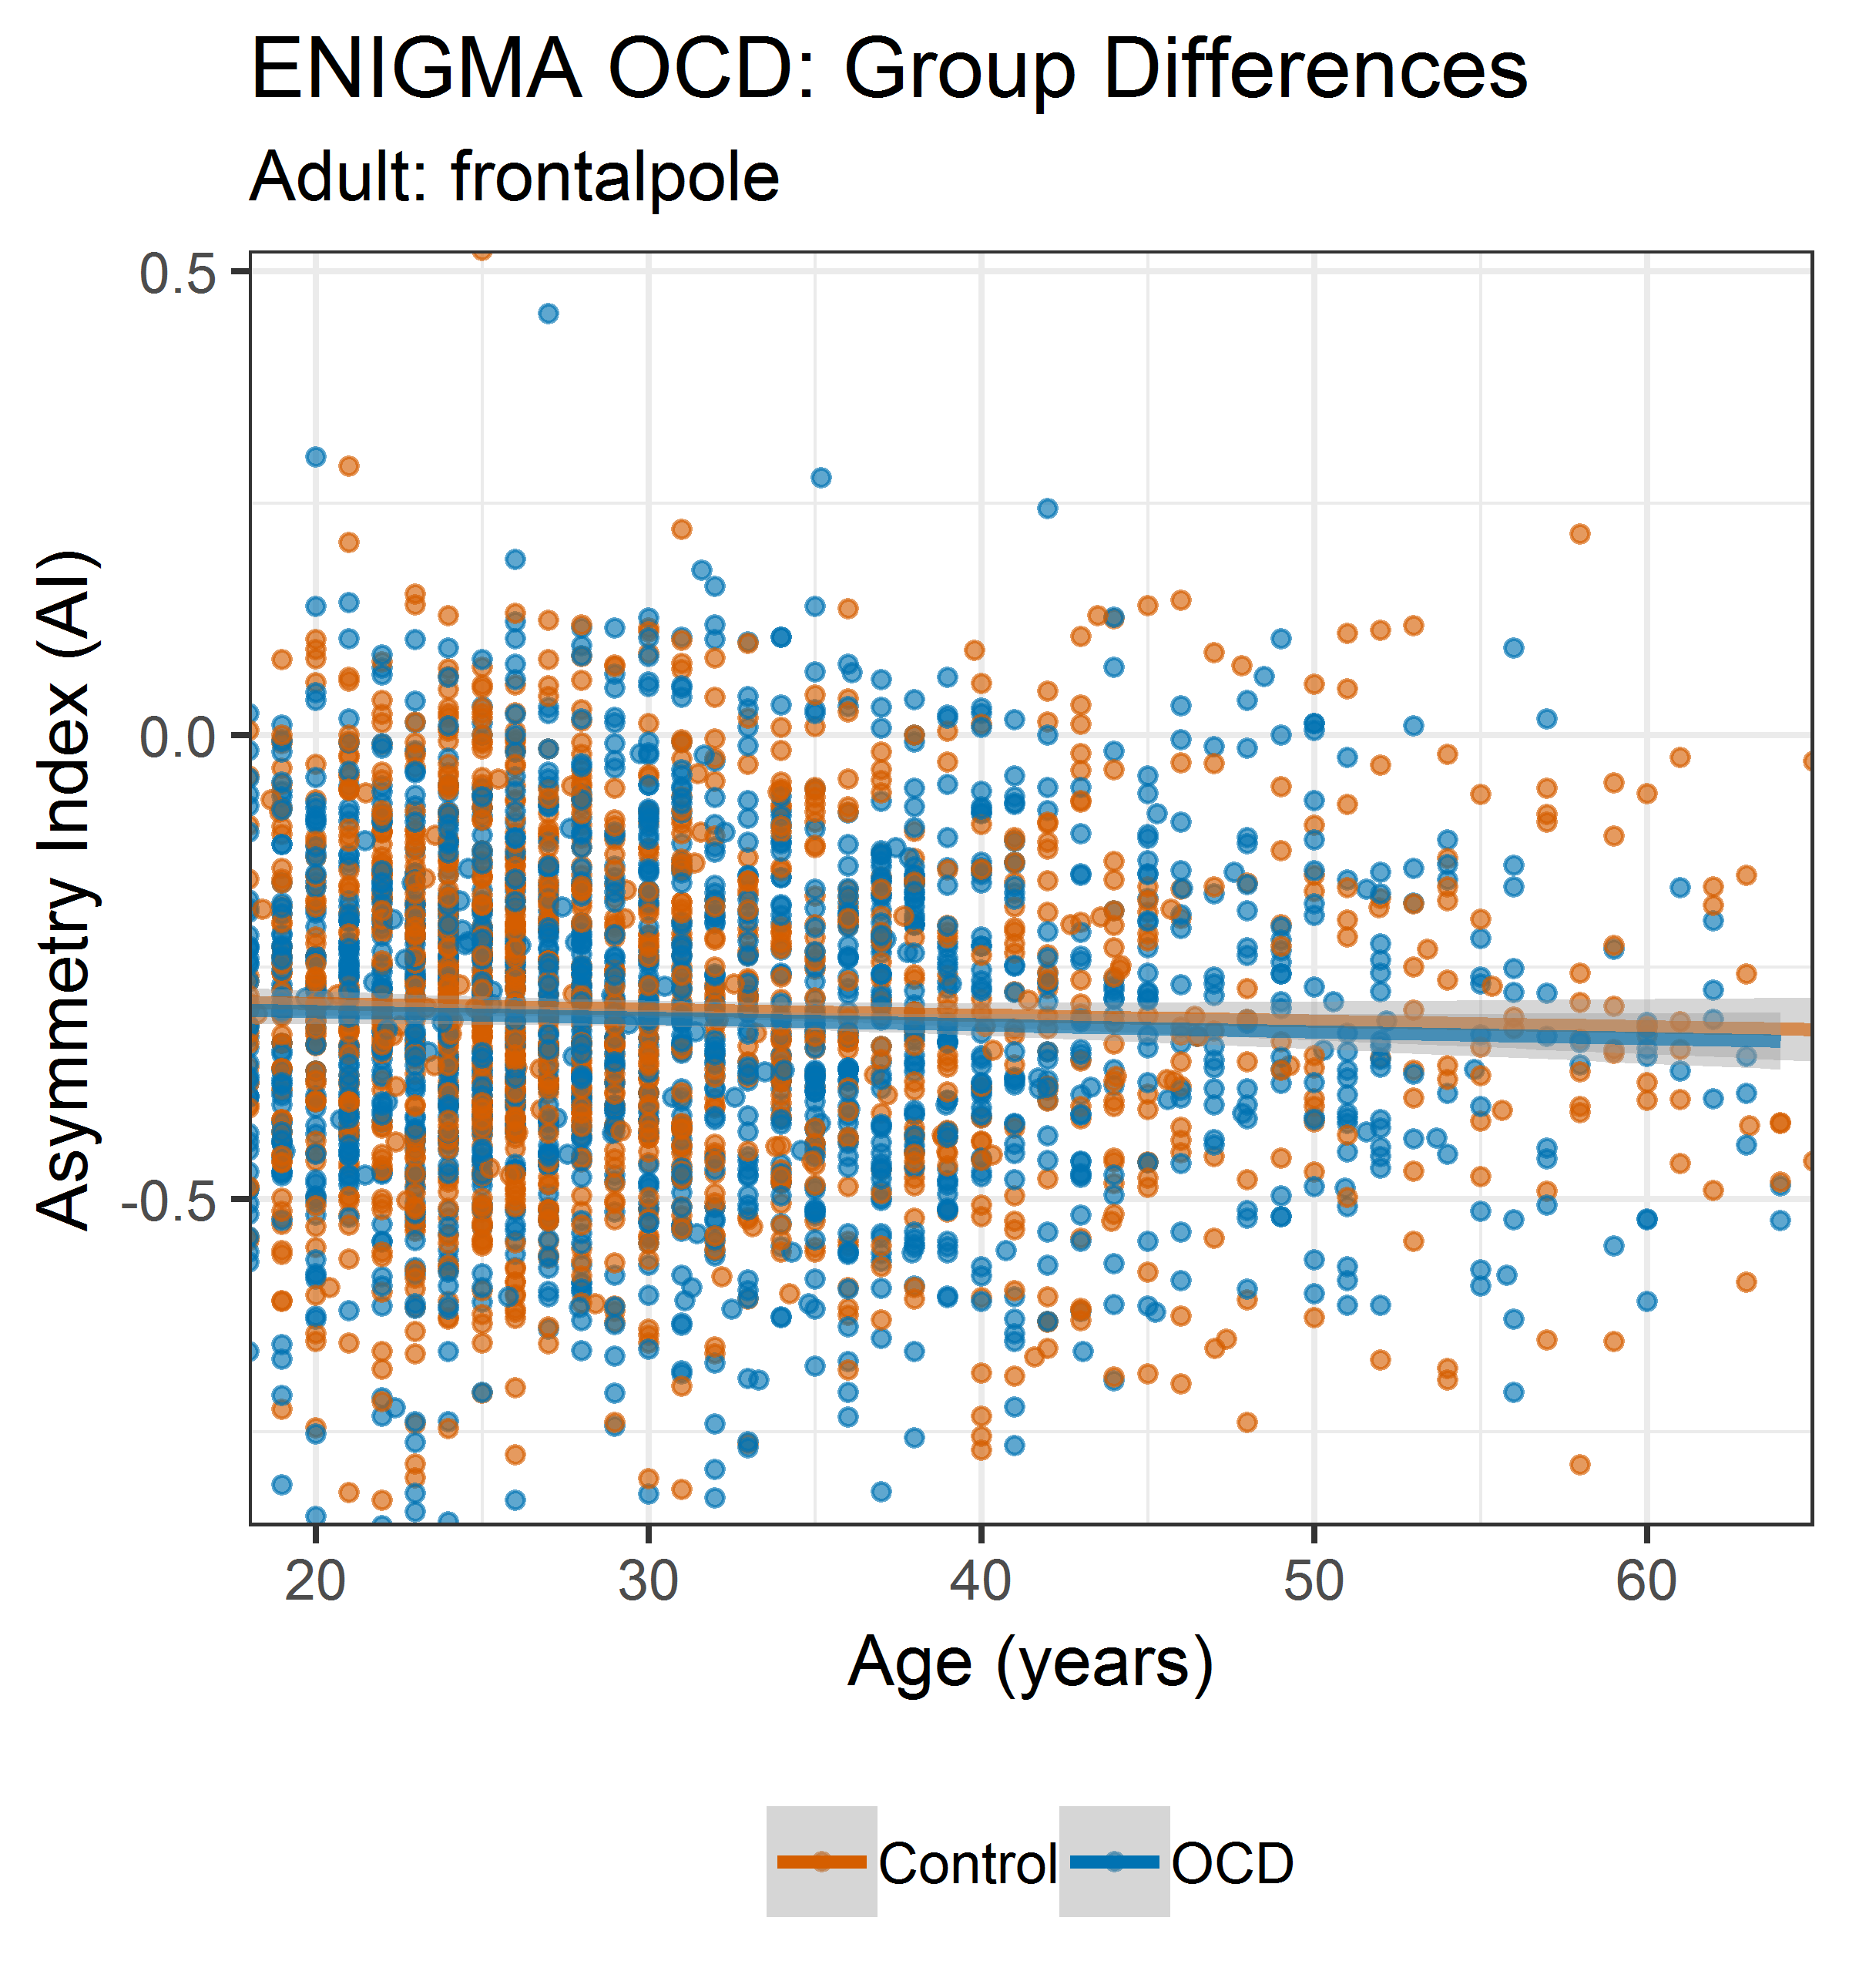 ENIGMA OCD: Group Differences
Adult: frontalpole
Asymmetry Index (AI)
0.5
0.0
-0.5
20 30 40 50 60
Age (years)
Control OCD